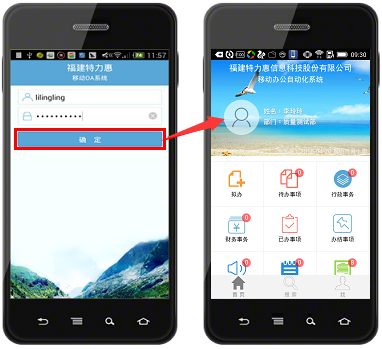 11:57
福建特力惠
移动OA系统
lilingling
确 定
09:30
福建特力惠信息科技股份有限公司
移动办公自动化系统
姓名：李玲玲
部门：质量测试部
拟办
0
待办事项
0
行政事务
0
财务事务
已办事项
办结事项
0
0
8
首页
搜索
我